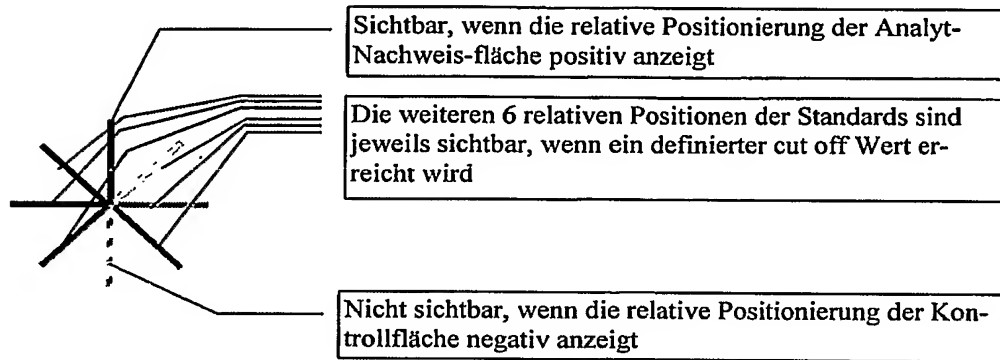 Sichtbar, wenn die relative Positionierung der Analyt-
Nachweis-fläche positiv anzeigt
Die weiteren 6 relativen Positionen der Standards sind
jeweils sichtbar, wenn ein definierter cut off Wert er-
reicht wird
Nicht sichtbar, wenn die relative Positionierung der Kon-
trollfläche negativ anzeigt